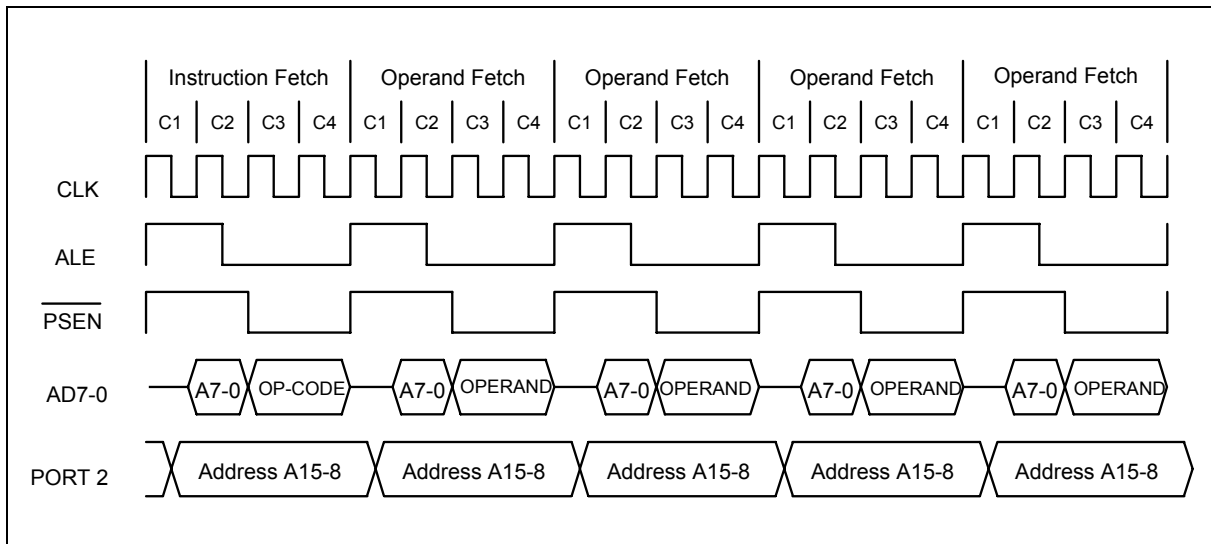 Instruction Fetch Operand Fetch Operand Fetch Operand Fetch Operand Fetch
C1 C2 C3 C4 C1 C2 C3 C4 C1 C2 C3 C4 C1 C2 C3 C4 C1 C2 C3 C4
CLK
ALE
PSEN
AD7-0 A7-0 OP-CODE A7-0 OPERAND A7-0 OPERAND A7-0 OPERAND A7-0 OPERAND
PORT 2 Address A15-8 Address A15-8 Address A15-8 Address A15-8 Address A15-8